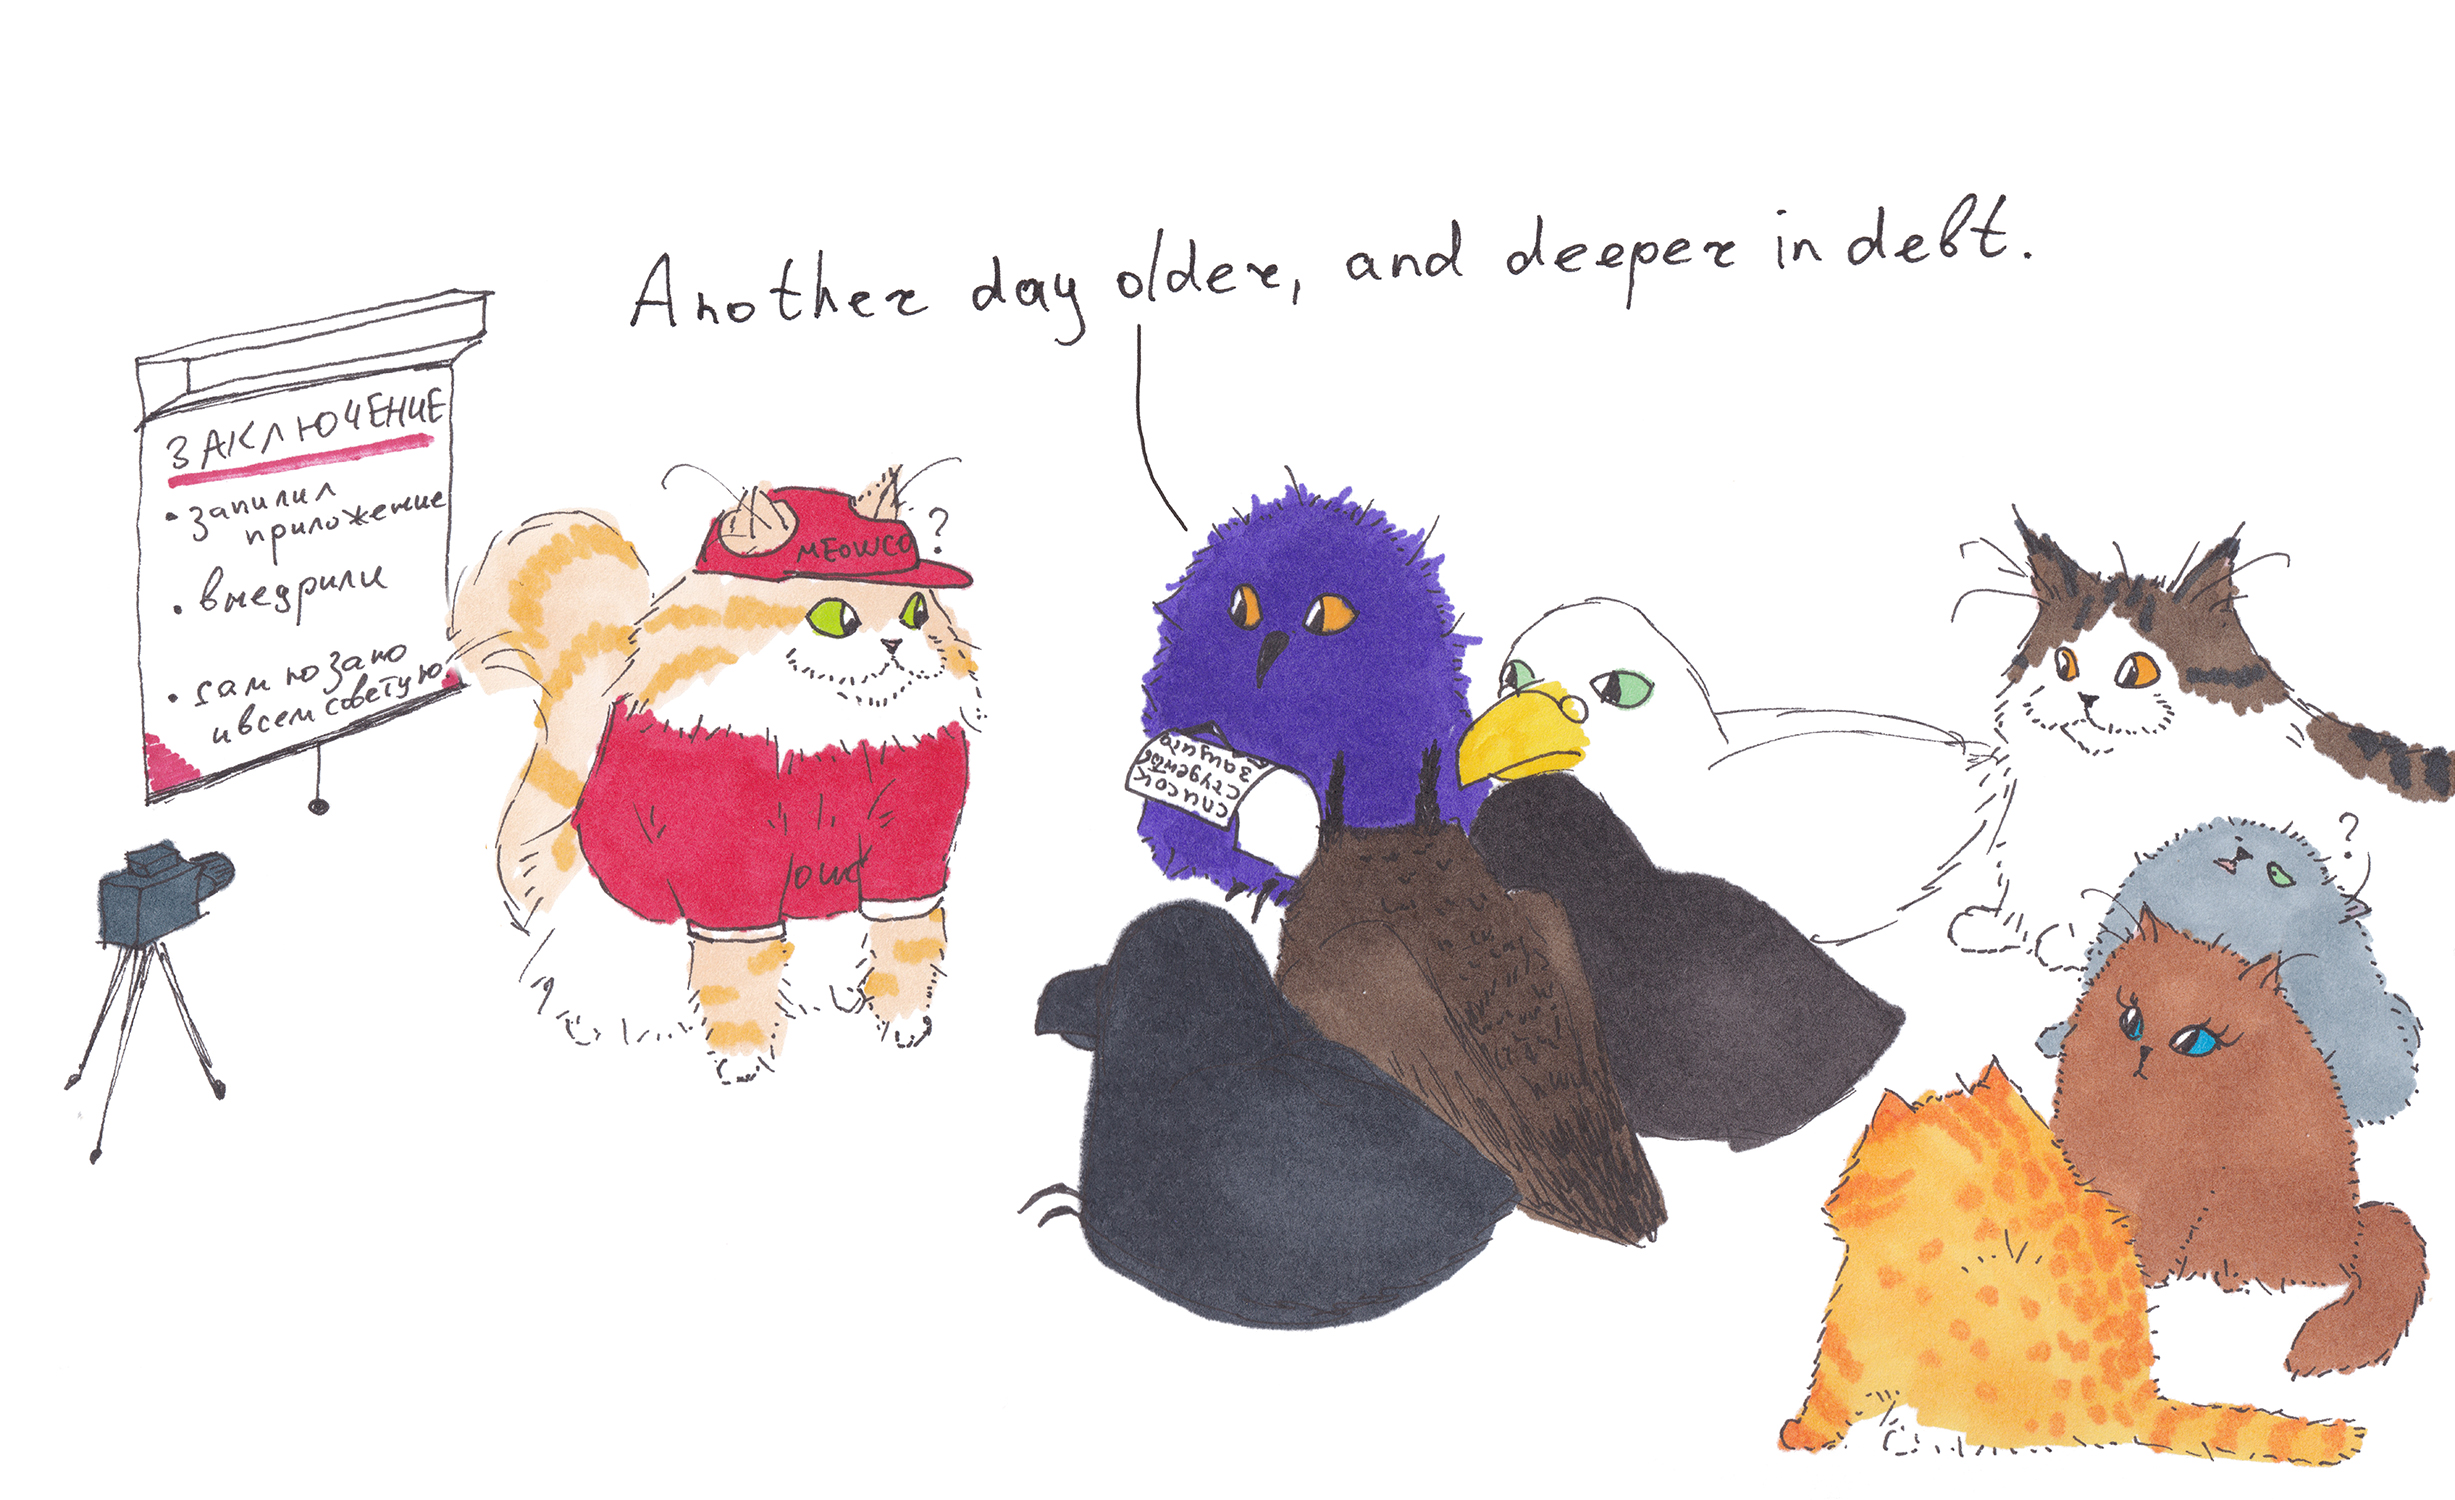 Another day older, and deeper in debt.
ЗАКЛЮЧЕНИЕ
• запилил
приложение
• внедрили
• сам юзаю
и всем советую
MEOWCO
?
список
студентов
защита
?